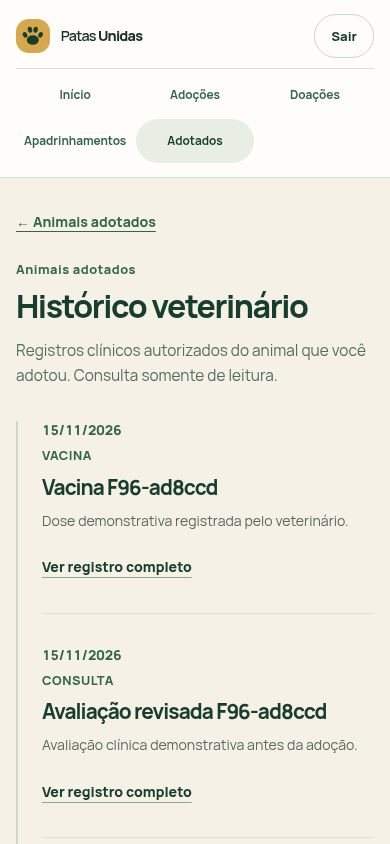 Patas Unidas
Sair
Início
Adoções
Doações
Apadrinhamentos
Adotados
← Animais adotados
Animais adotados
Histórico veterinário
Registros clínicos autorizados do animal que você
adotou. Consulta somente de leitura.
15/11/2026
VACINA
Vacina F96-ad8ccd
Dose demonstrativa registrada pelo veterinário.
Ver registro completo
15/11/2026
CONSULTA
Avaliação revisada F96-ad8ccd
Avaliação clínica demonstrativa antes da adoção.
Ver registro completo